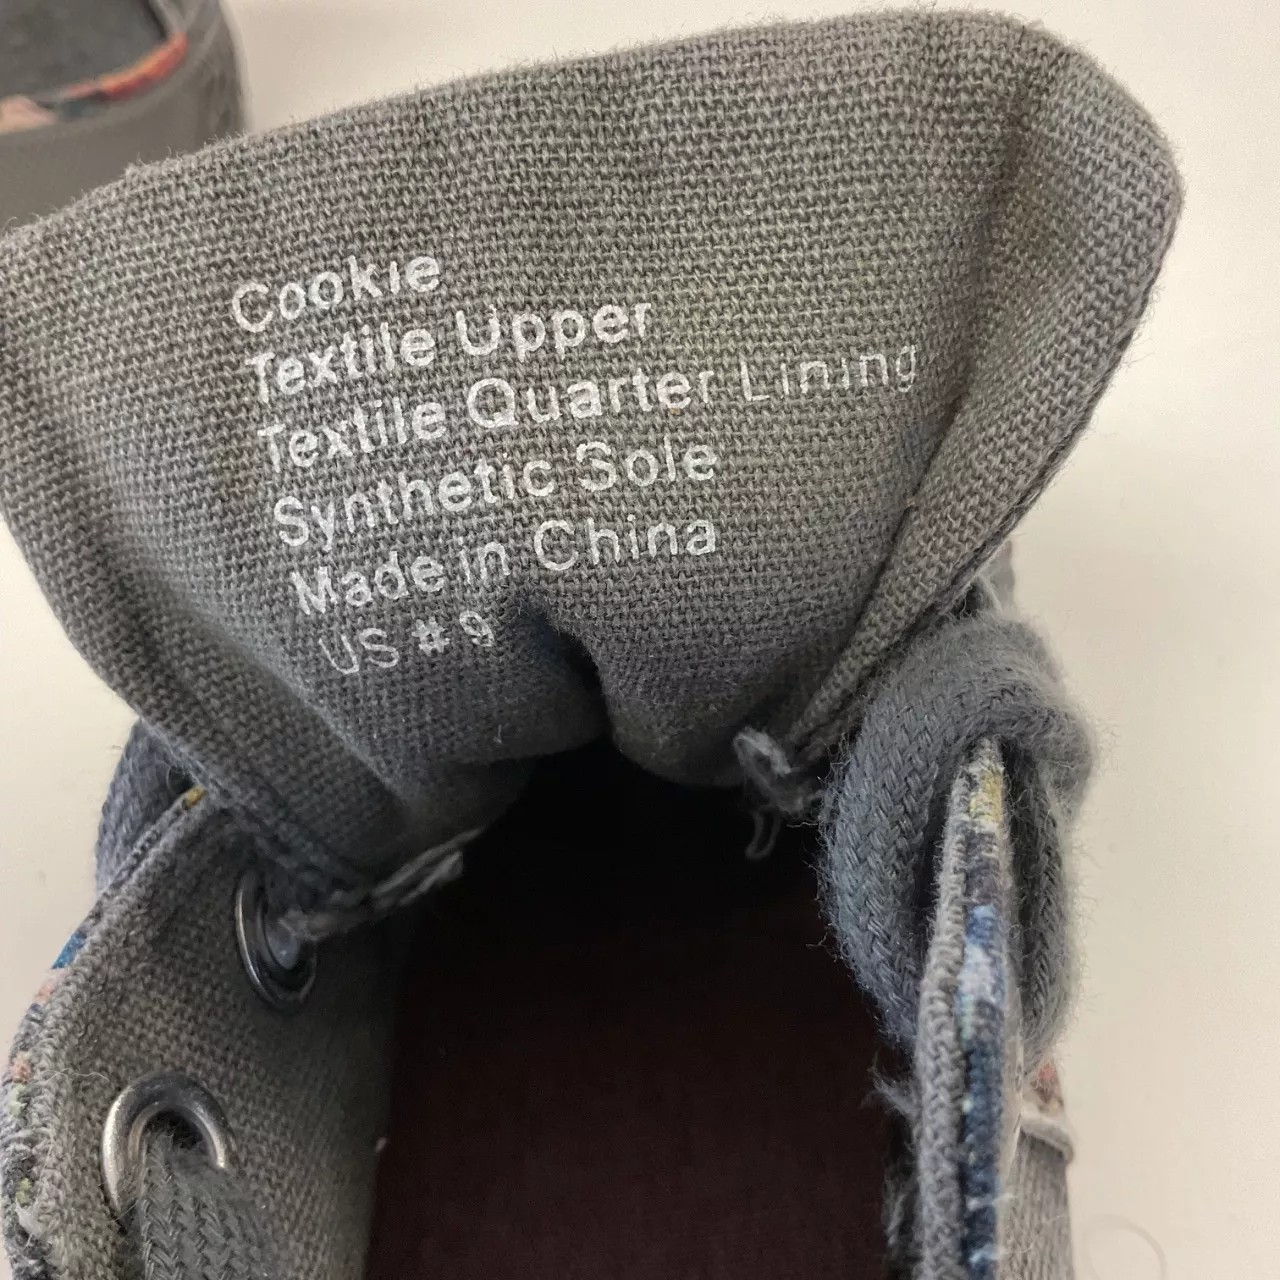 Cookie
Textile Upper
Textile Quarter Lining
Synthetic Sole
Made in China
US # 9